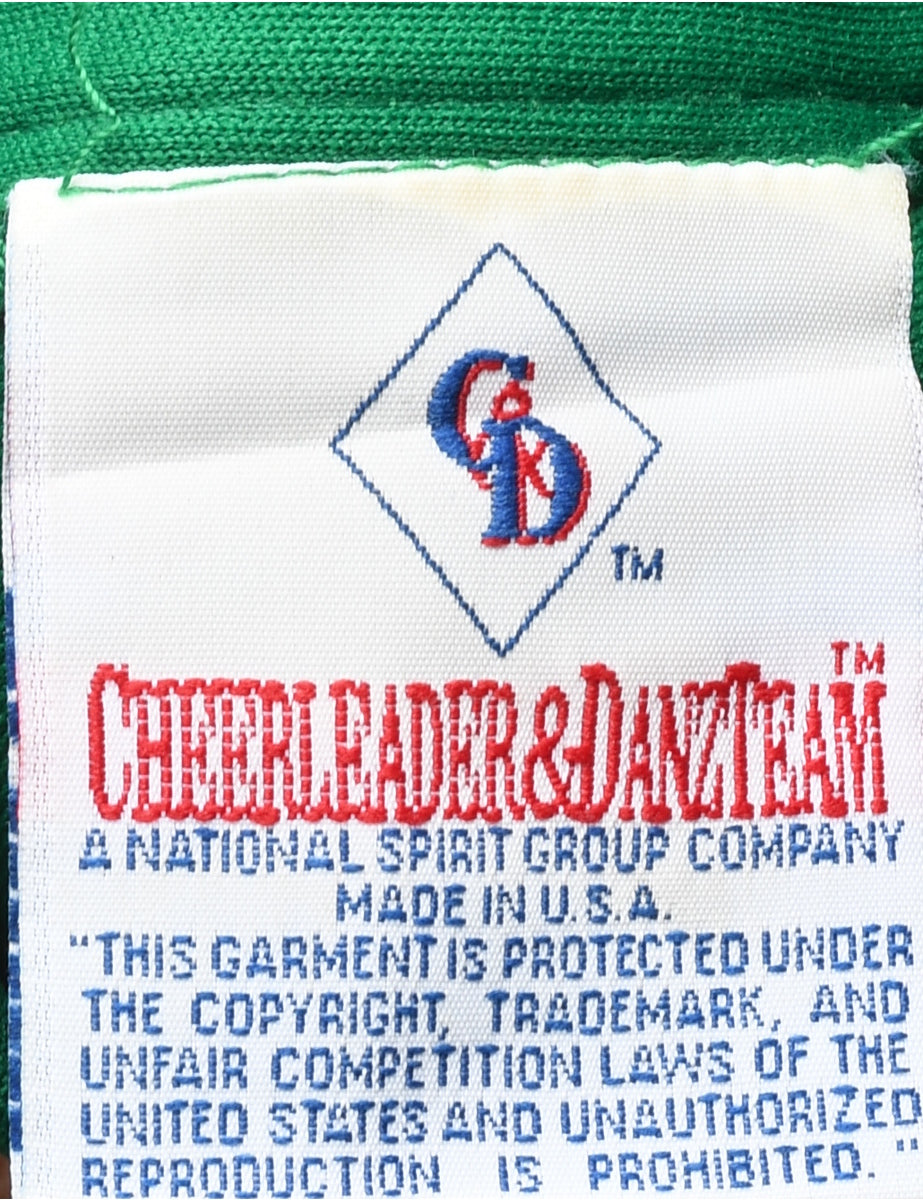 C&D
TM
CHEERLEADER&DANZTEAM TM
A NATIONAL SPIRIT GROUP COMPANY
MADE IN U.S.A.
"THIS GARMENT IS PROTECTED UNDER
THE COPYRIGHT, TRADEMARK, AND
UNFAIR COMPETITION LAWS OF THE
UNITED STATES AND UNAUTHORIZED
REPRODUCTION IS PROHIBITED."